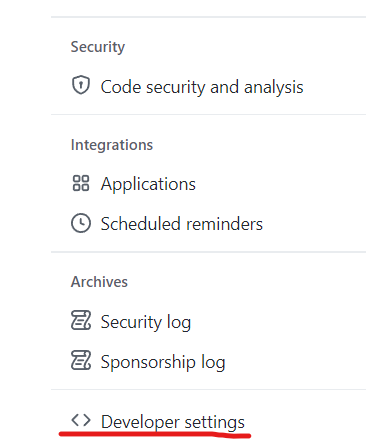 Security
Code security and analysis
Integrations
Applications
Scheduled reminders
Archives
Security log
Sponsorship log
Developer settings